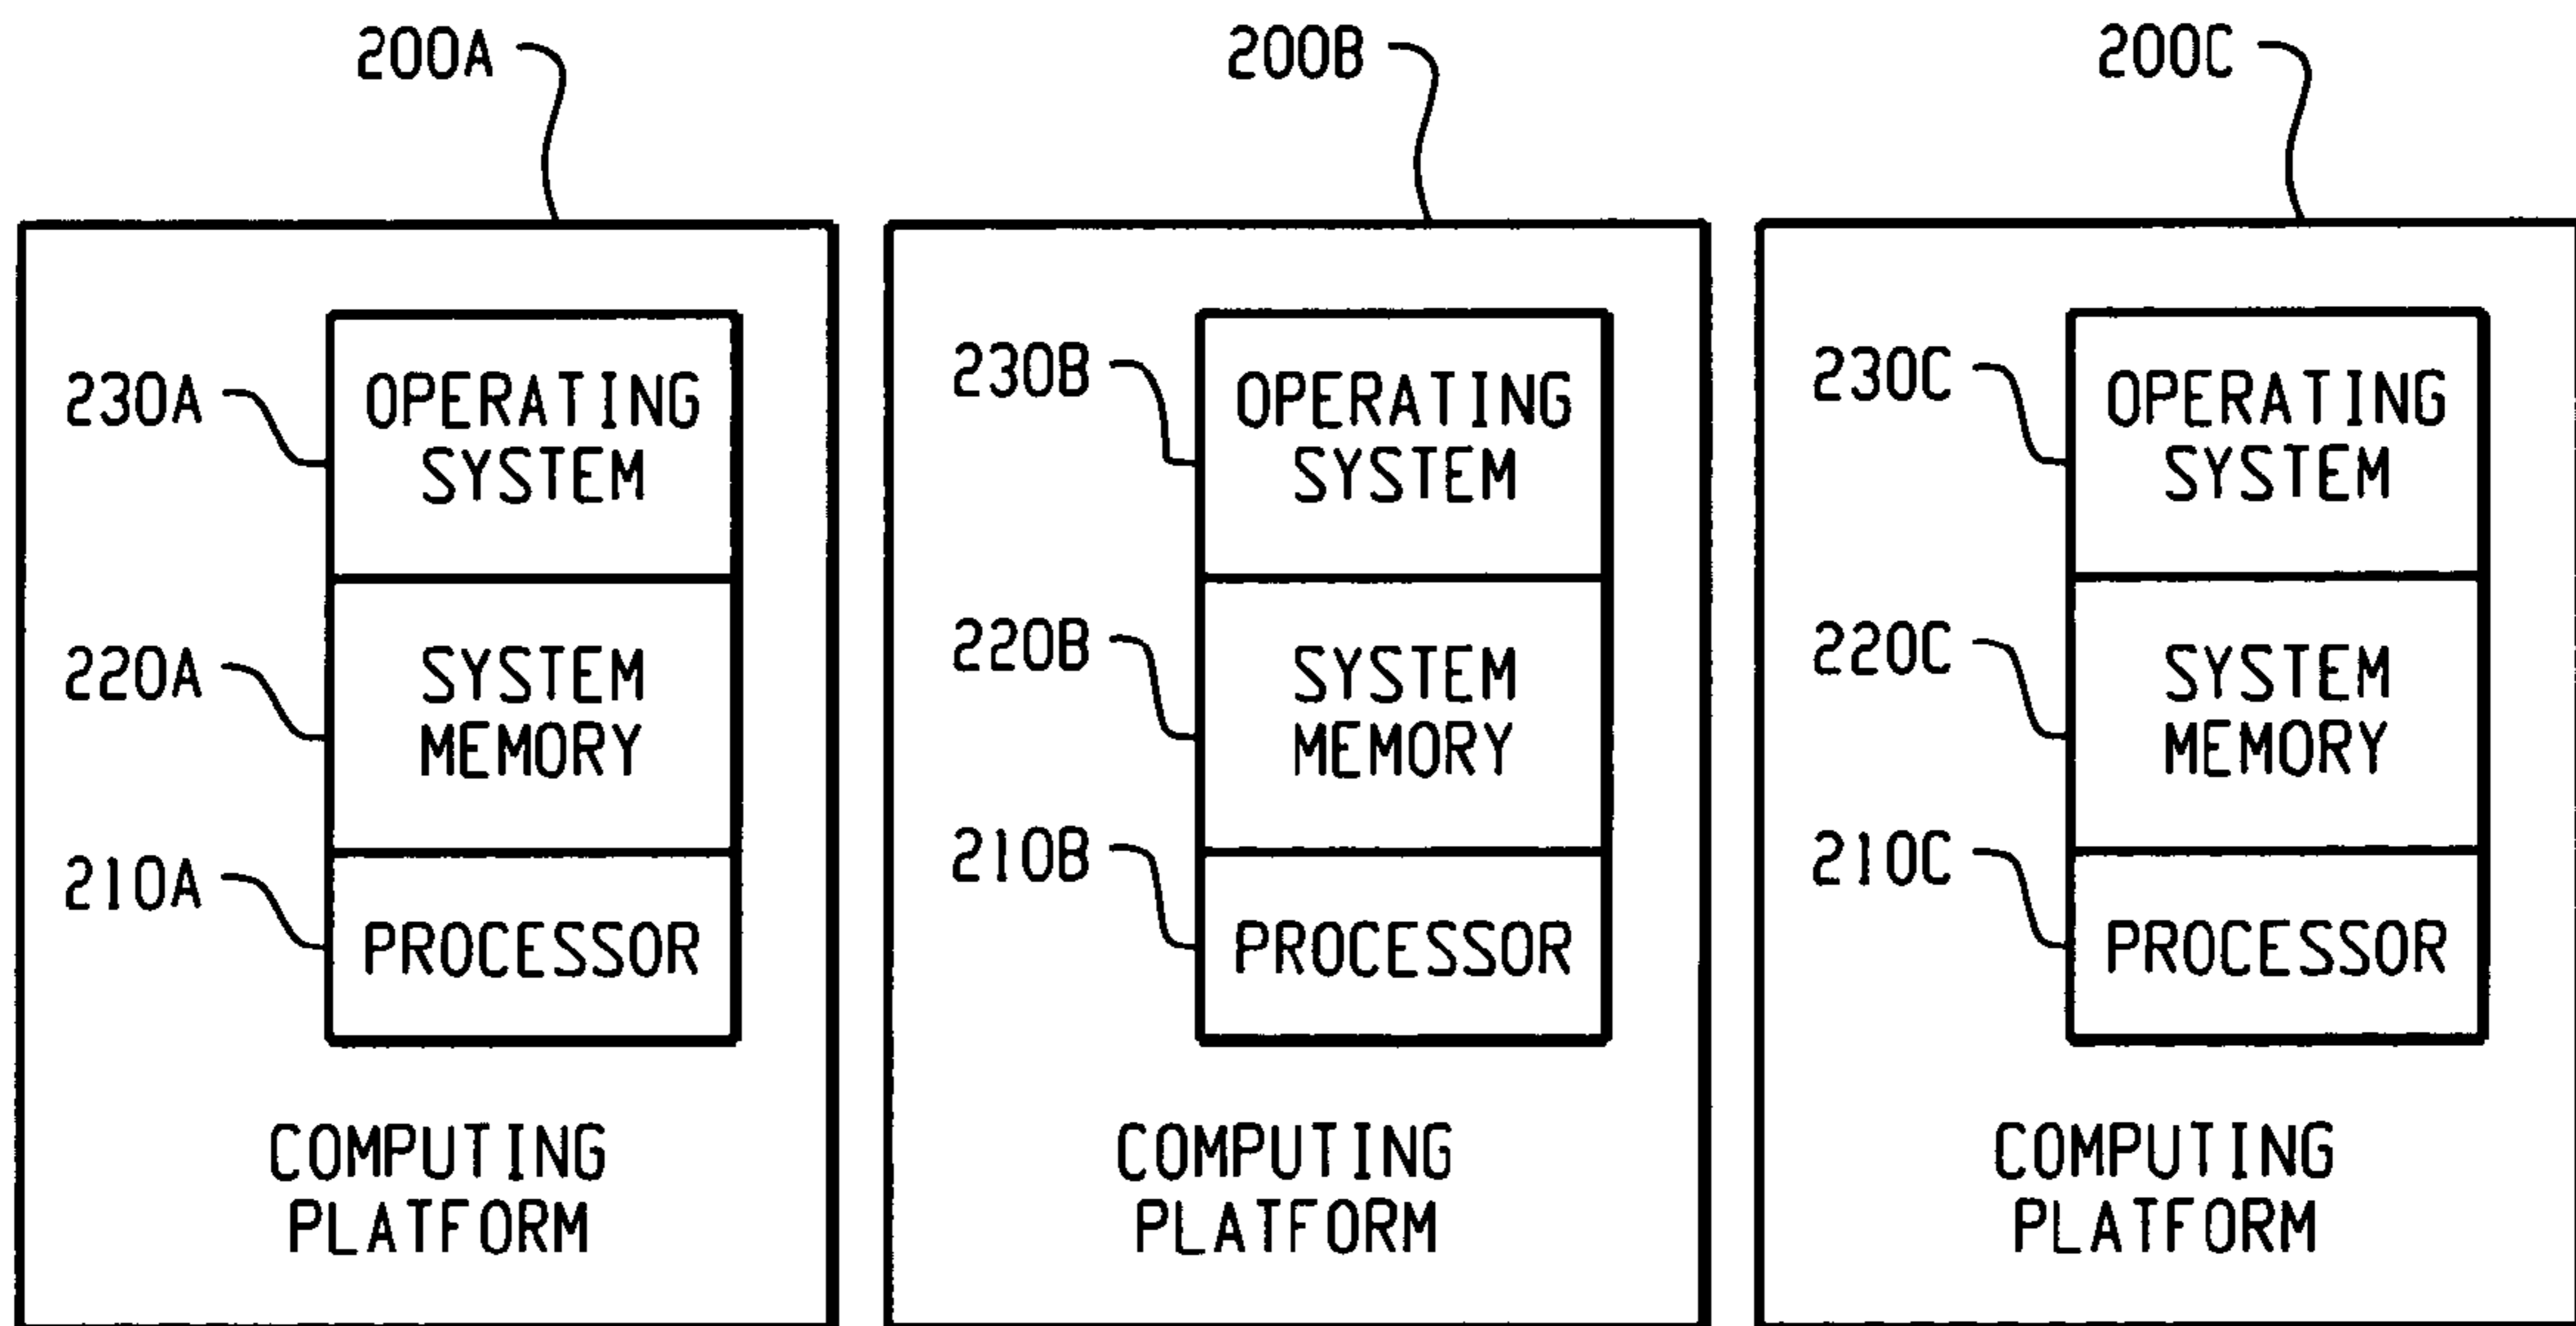 200A
200B
200C
230A
OPERATING
SYSTEM
220A
SYSTEM
MEMORY
210A
PROCESSOR
COMPUTING
PLATFORM
230B
OPERATING
SYSTEM
220B
SYSTEM
MEMORY
210B
PROCESSOR
COMPUTING
PLATFORM
230C
OPERATING
SYSTEM
220C
SYSTEM
MEMORY
210C
PROCESSOR
COMPUTING
PLATFORM